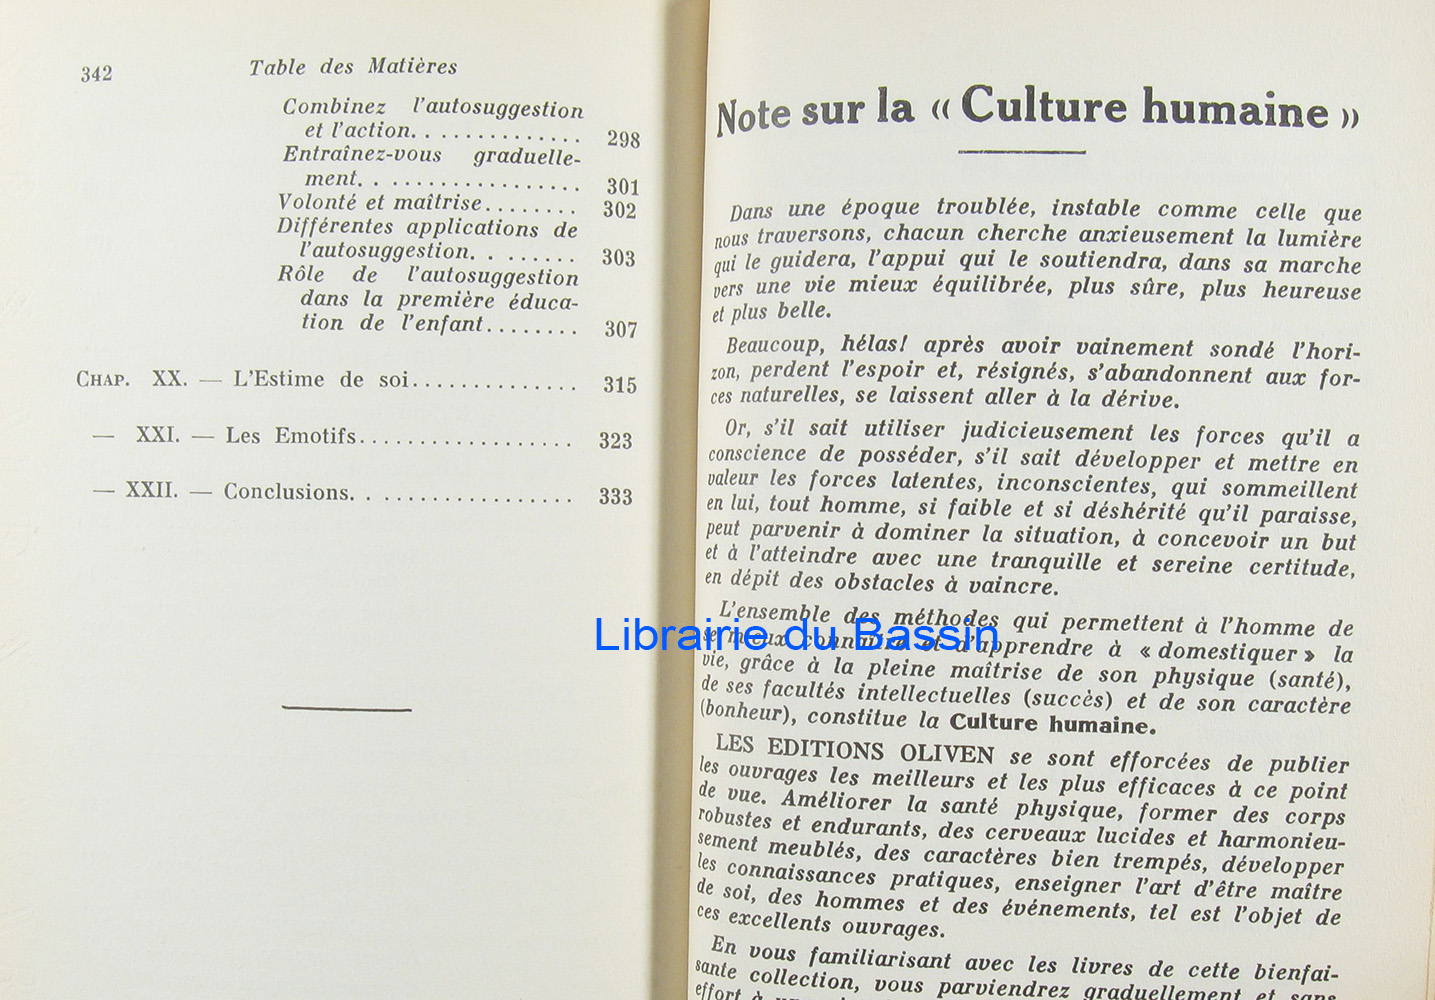 342 Table des Matières
Combinez l'autosuggestion
et l'action. . . . . . . . . . . . . . 298
Entraînez-vous graduelle-
ment. . . . . . . . . . . . . . . . . . 301
Volonté et maîtrise . . . . . . . . 302
Différentes applications de
l'autosuggestion. . . . . . . . 303
Rôle de l'autosuggestion
dans la première éduca-
tion de l'enfant . . . . . . . . 307
CHAP. XX. — L'Estime de soi . . . . . . . . . . . . . . 315
— XXI. — Les Emotifs . . . . . . . . . . . . . . . . . . 323
— XXII. — Conclusions. . . . . . . . . . . . . . . . . . 333
Note sur la « Culture humaine »
Dans une époque troublée, instable comme celle que
nous traversons, chacun cherche anxieusement la lumière
qui le guidera, l'appui qui le soutiendra, dans sa marche
vers une vie mieux équilibrée, plus sûre, plus heureuse
et plus belle.
Beaucoup, hélas! après avoir vainement sondé l'hori-
zon, perdent l'espoir et, résignés, s'abandonnent aux for-
ces naturelles, se laissent aller à la dérive.
Or, s'il sait utiliser judicieusement les forces qu'il a
conscience de posséder, s'il sait développer et mettre en
valeur les forces latentes, inconscientes, qui sommeillent
en lui, tout homme, si faible et si déshérité qu'il paraisse,
peut parvenir à dominer la situation, à concevoir un but
et à l'atteindre avec une tranquille et sereine certitude,
en dépit des obstacles à vaincre.
L'ensemble des méthodes qui permettent à l'homme de
Librairie du Bassin
se mieux connaître et d'apprendre à « domestiquer » la
vie, grâce à la pleine maîtrise de son physique (santé),
de ses facultés intellectuelles (succès) et de son caractère
(bonheur), constitue la Culture humaine.
LES EDITIONS OLIVEN se sont efforcées de publier
les ouvrages les meilleurs et les plus efficaces à ce point
de vue. Améliorer la santé physique, former des corps
robustes et endurants, des cerveaux lucides et harmonieu-
sement meublés, des caractères bien trempés, développer
les connaissances pratiques, enseigner l'art d'être maître
de soi, des hommes et des événements, tel est l'objet de
ces excellents ouvrages.
En vous familiarisant avec les livres de cette bienfai-
sante collection, vous parviendrez graduellement et sans
effort à